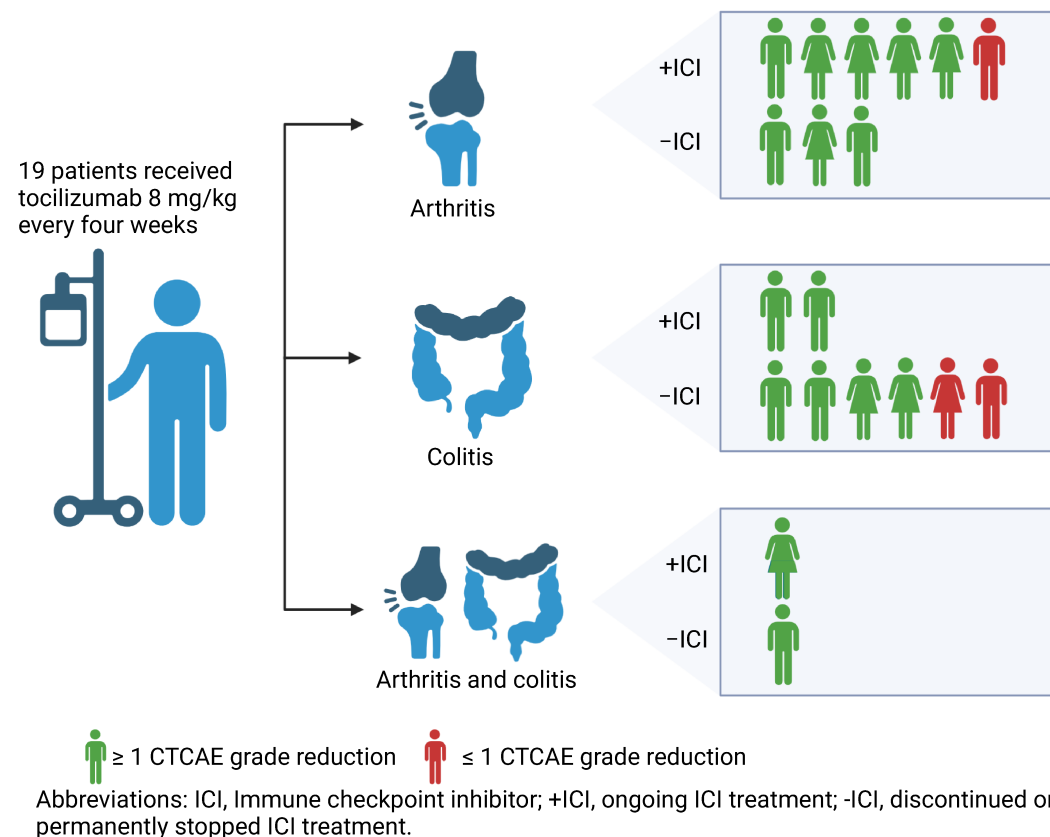 19 patients received
tocilizumab 8 mg/kg
every four weeks
Arthritis
+ICI
−ICI
Colitis
+ICI
−ICI
Arthritis and colitis
+ICI
−ICI
≥ 1 CTCAE grade reduction
≤ 1 CTCAE grade reduction
Abbreviations: ICI, Immune checkpoint inhibitor; +ICI, ongoing ICI treatment; -ICI, discontinued or
permanently stopped ICI treatment.